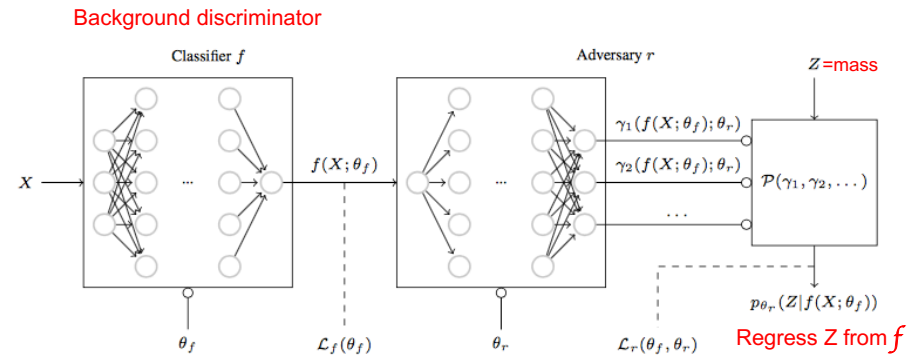 Background discriminator
Classifier f
Adversary r
Z =mass
X
...
f(X; θf)
...
γ1(f(X; θf); θr)
γ2(f(X; θf); θr)
...
P(γ1, γ2, ...)
θf
Lf(θf)
θr
Lr(θf, θr)
pθr(Z|f(X; θf))
Regress Z from f